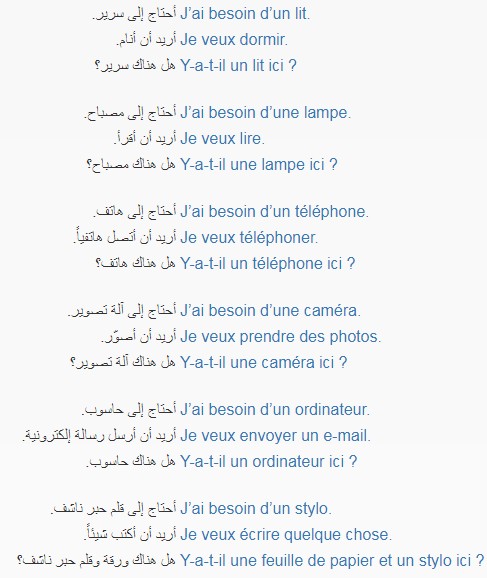 J’ai besoin d’un lit. أحتاج إلى سرير.
Je veux dormir. أريد أن أنام.
Y-a-t-il un lit ici ? هل هناك سرير؟
J’ai besoin d’une lampe. أحتاج إلى مصباح.
Je veux lire. أريد أن أقرأ.
Y-a-t-il une lampe ici ? هل هناك مصباح؟
J’ai besoin d’un téléphone. أحتاج إلى هاتف.
Je veux téléphoner. أريد أن أتصل هاتفياً.
Y-a-t-il un téléphone ici ? هل هناك هاتف؟
J’ai besoin d’une caméra. أحتاج إلى آلة تصوير.
Je veux prendre des photos. أريد أن أصوّر.
Y-a-t-il une caméra ici ? هل هناك آلة تصوير؟
J’ai besoin d’un ordinateur. أحتاج إلى حاسوب.
Je veux envoyer un e-mail. أريد أن أرسل رسالة إلكترونية.
Y-a-t-il un ordinateur ici ? هل هناك حاسوب.
J’ai besoin d’un stylo. أحتاج إلى قلم حبر ناشف.
Je veux écrire quelque chose. أريد أن أكتب شيئاً.
Y-a-t-il une feuille de papier et un stylo ici ? هل هناك ورقة وقلم حبر ناشف؟